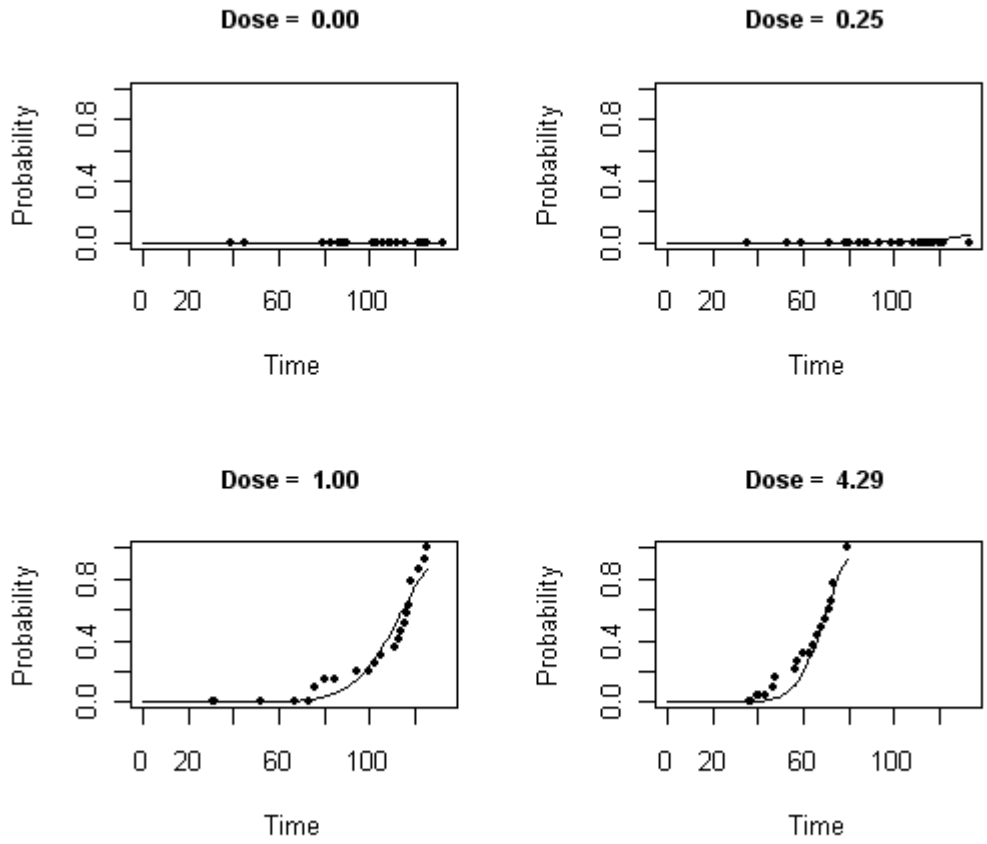 Dose = 0.00
Probability
0.0 0.4 0.8
0 20 60 100
Time
Dose = 0.25
Probability
0.0 0.4 0.8
0 20 60 100
Time
Dose = 1.00
Probability
0.0 0.4 0.8
0 20 60 100
Time
Dose = 4.29
Probability
0.0 0.4 0.8
0 20 60 100
Time